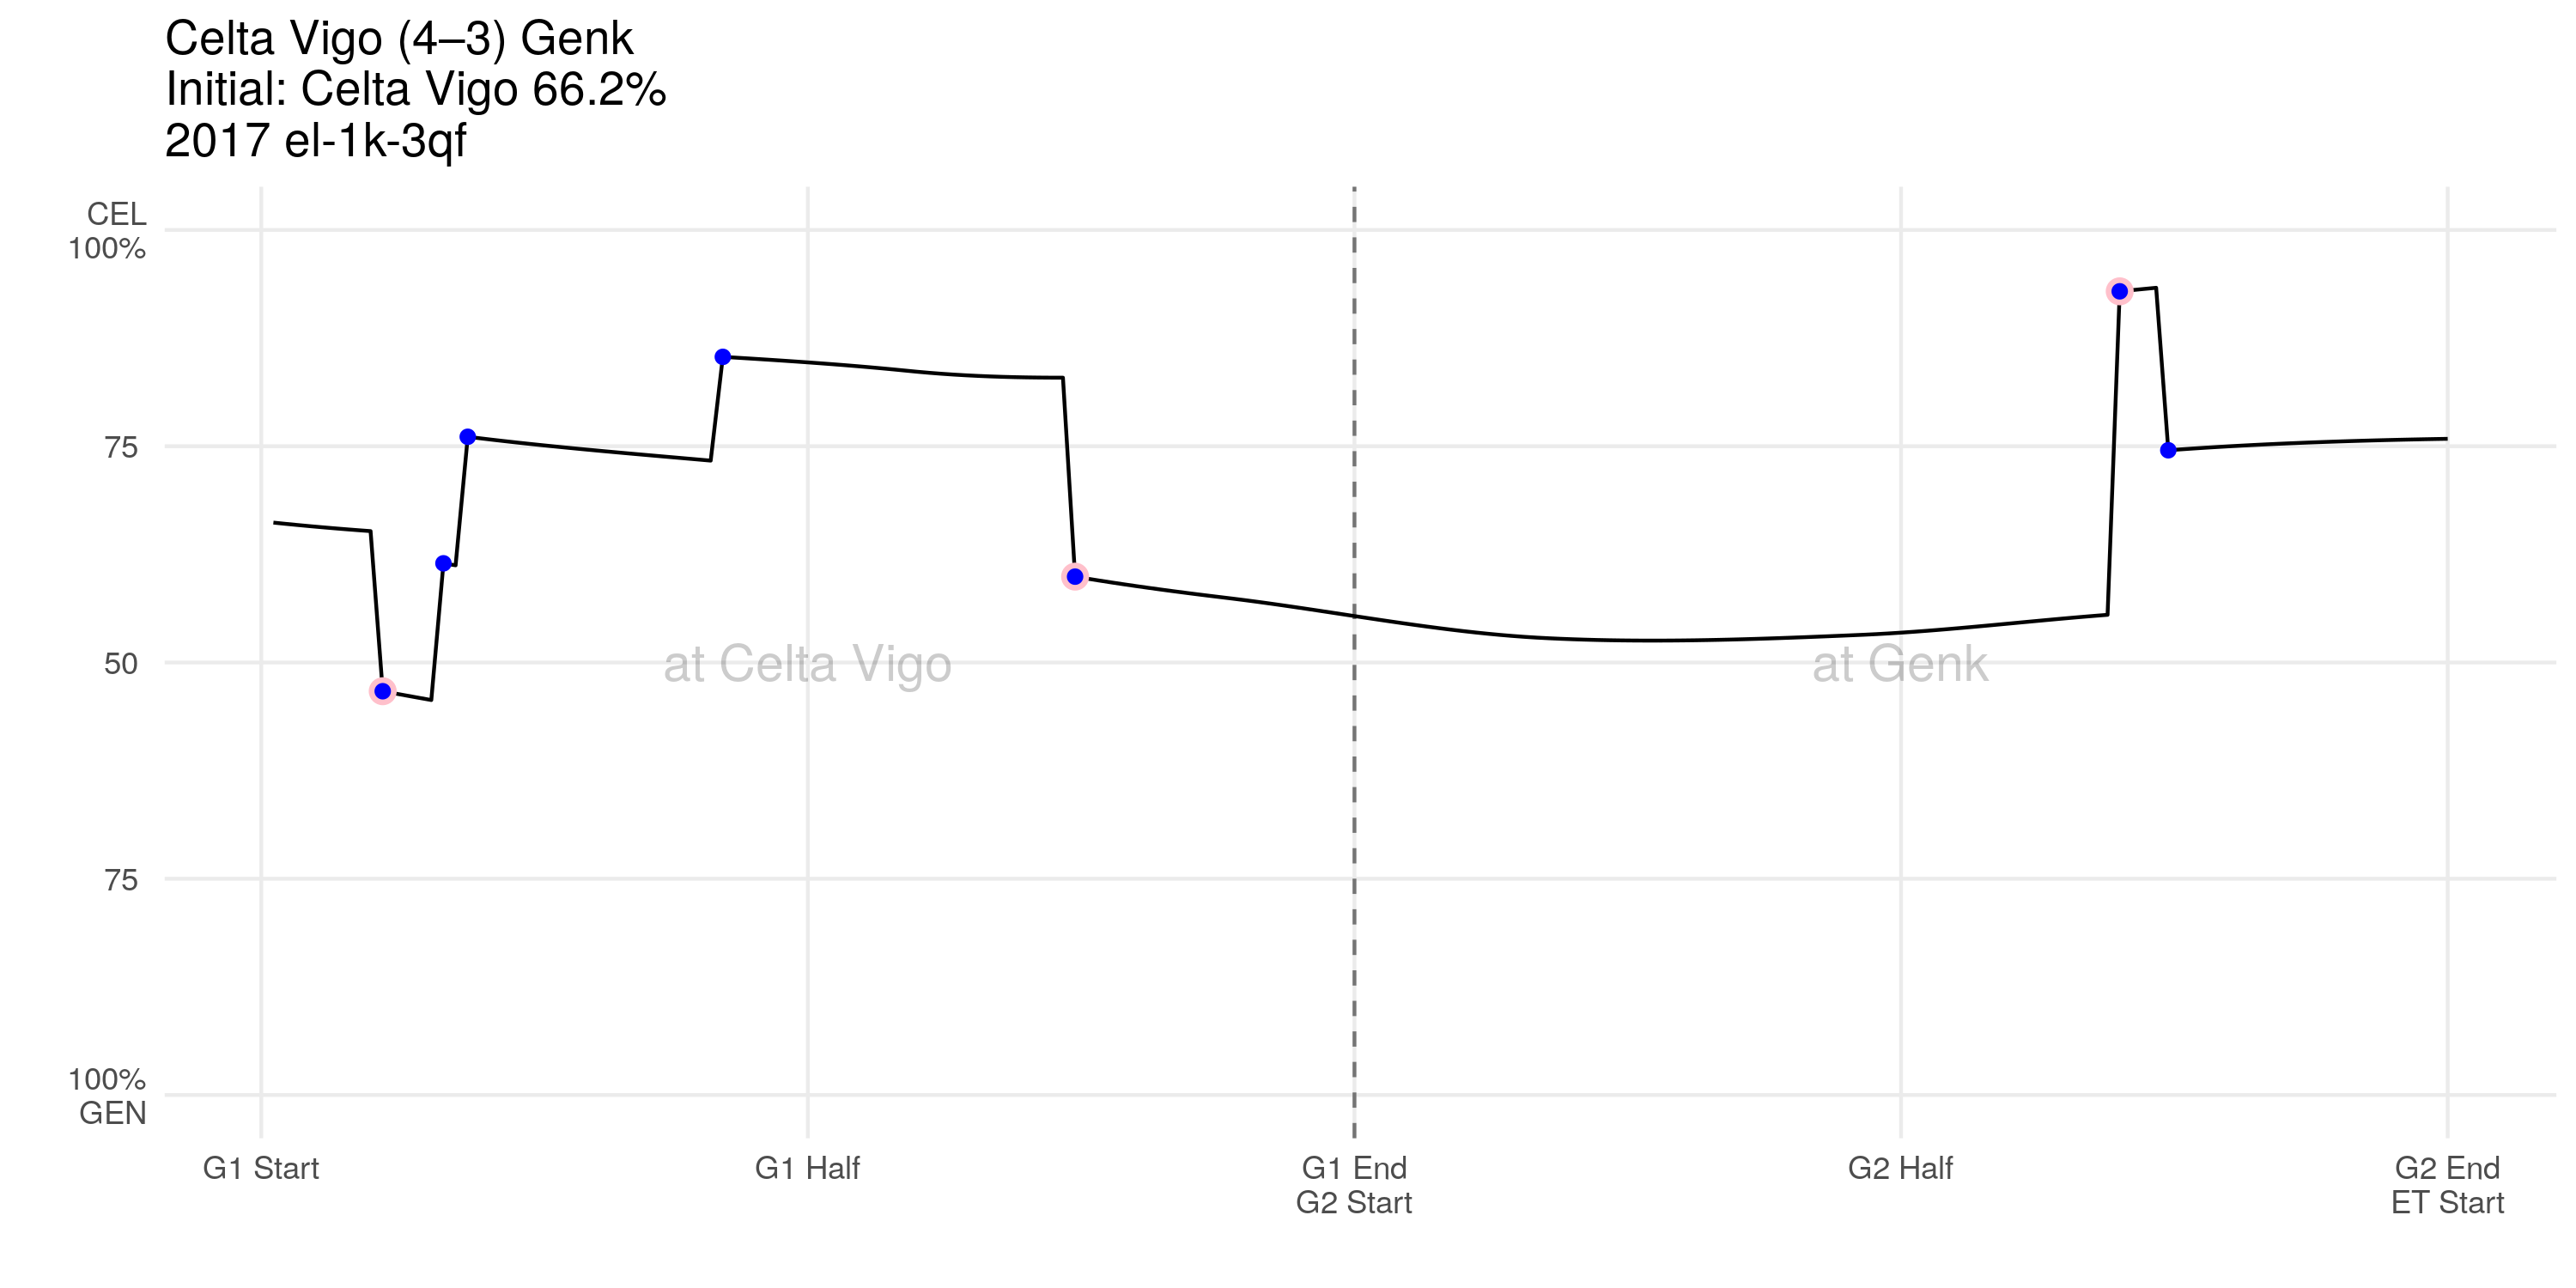 Celta Vigo (4–3) Genk
Initial: Celta Vigo 66.2%
2017 el-1k-3qf
CEL
100%
75
50
75
100%
GEN
at Celta Vigo
at Genk
G1 Start
G1 Half
G1 End
G2 Start
G2 Half
G2 End
ET Start